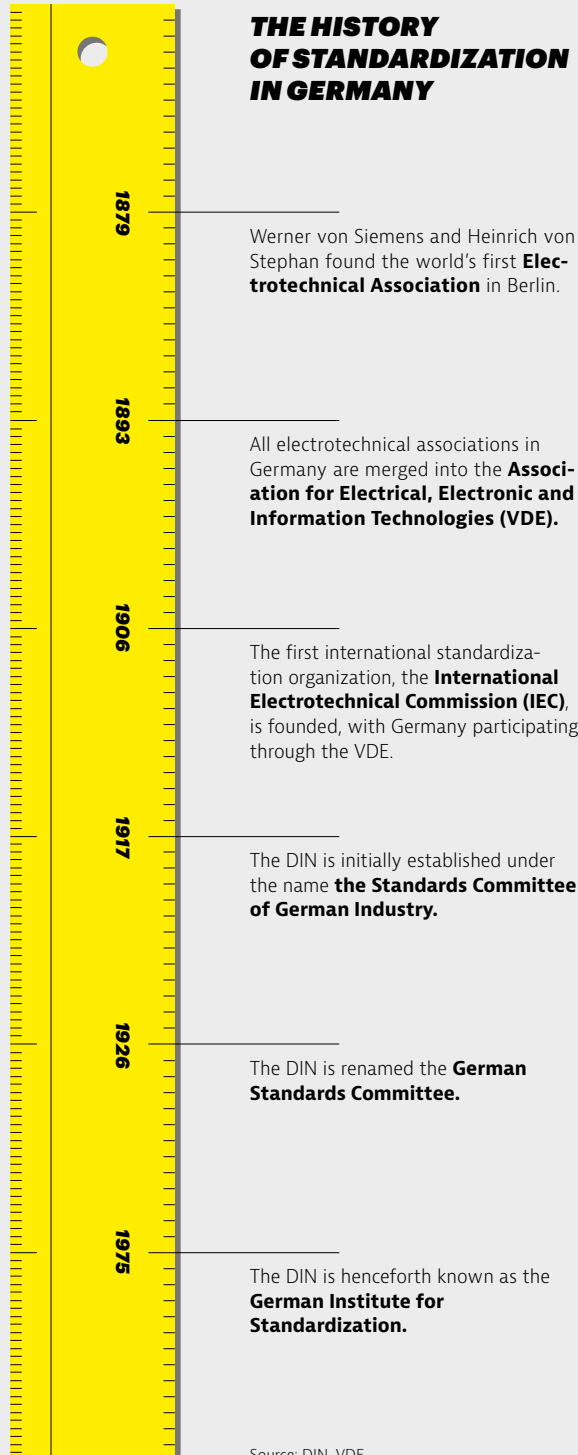 THE HISTORY
OF STANDARDIZATION
IN GERMANY
1879
Werner von Siemens and Heinrich von
Stephan found the world's first Elec-
trotechnical Association in Berlin.
1893
All electrotechnical associations in
Germany are merged into the Associ-
ation for Electrical, Electronic and
Information Technologies (VDE).
1906
The first international standardiza-
tion organization, the International
Electrotechnical Commission (IEC),
is founded, with Germany participating
through the VDE.
1917
The DIN is initially established under
the name the Standards Committee
of German Industry.
1926
The DIN is renamed the German
Standards Committee.
1975
The DIN is henceforth known as the
German Institute for
Standardization.
Source: DIN, VDE